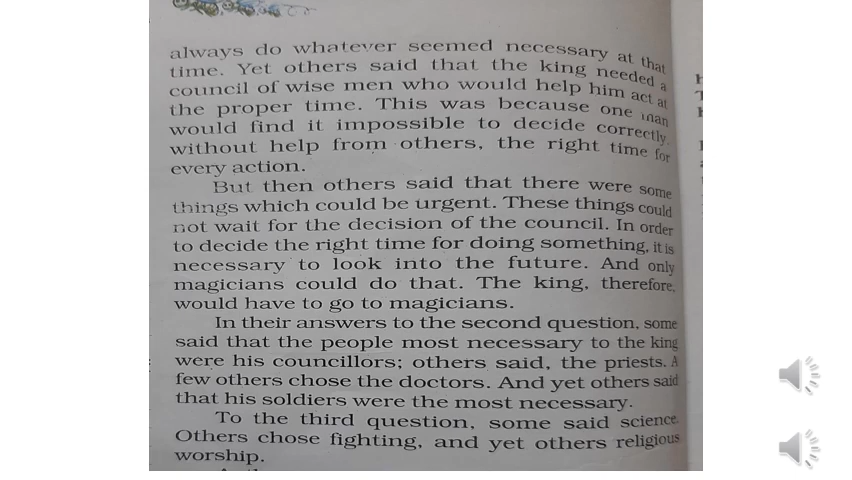 always do whatever seemed necessary at that
time. Yet others said that the king needed a
council of wise men who would help him act at
the proper time. This was because one man
would find it impossible to decide correctly,
without help from others, the right time for
every action.
But then others said that there were some
things which could be urgent. These things could
not wait for the decision of the council. In order
to decide the right time for doing something, it is
necessary to look into the future. And only
magicians could do that. The king, therefore,
would have to go to magicians.
In their answers to the second question, some
said that the people most necessary to the king
were his councillors; others said, the priests. A
few others chose the doctors. And yet others said
that his soldiers were the most necessary.
To the third question, some said science.
Others chose fighting, and yet others religious
worship.